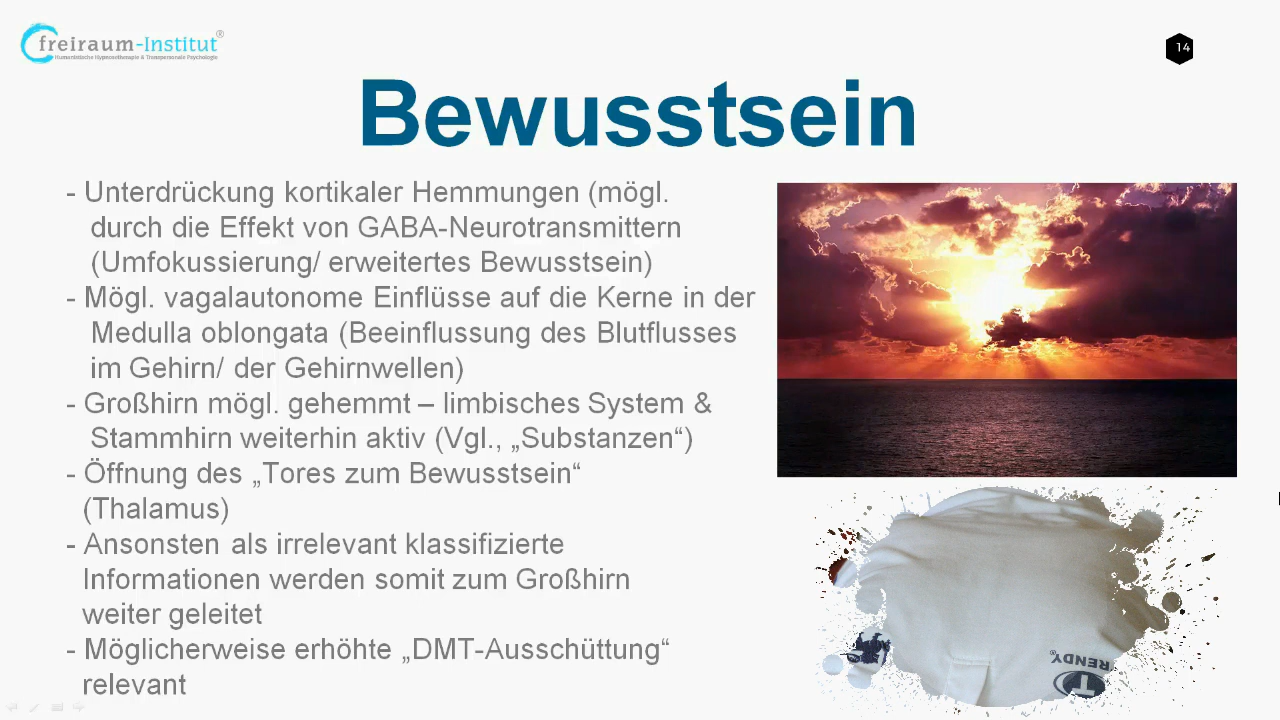 freiraum-Institut®
Humanistische Hypnosetherapie & Transpersonale Psychologie
14
Bewusstsein
- Unterdrückung kortikaler Hemmungen (mögl.
durch die Effekt von GABA-Neurotransmittern
(Umfokussierung/ erweitertes Bewusstsein)
- Mögl. vagalautonome Einflüsse auf die Kerne in der
Medulla oblongata (Beeinflussung des Blutflusses
im Gehirn/ der Gehirnwellen)
- Großhirn mögl. gehemmt – limbisches System &
Stammhirn weiterhin aktiv (Vgl., „Substanzen“)
- Öffnung des „Tores zum Bewusstsein“
(Thalamus)
- Ansonsten als irrelevant klassifizierte
Informationen werden somit zum Großhirn
weiter geleitet
- Möglicherweise erhöhte „DMT-Ausschüttung“
relevant
TRENDY®